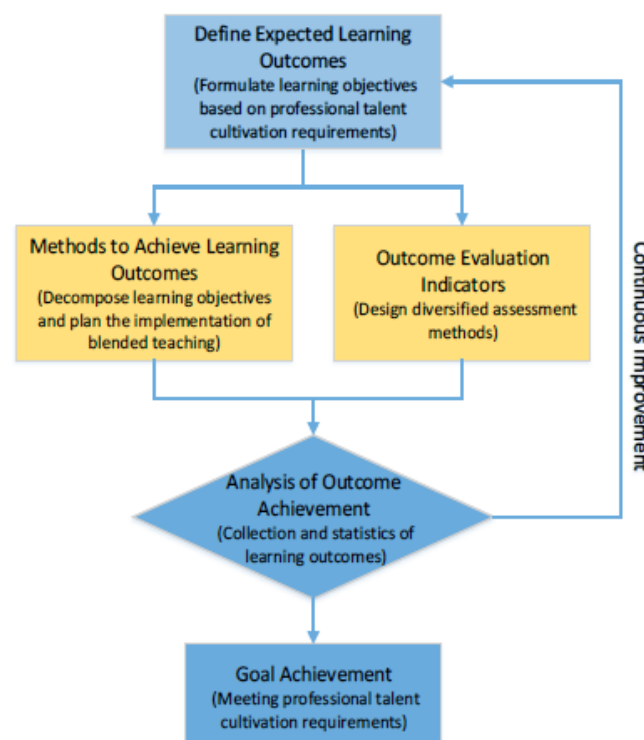 Define Expected Learning
Outcomes
(Formulate learning objectives
based on professional talent
cultivation requirements)
Methods to Achieve Learning
Outcomes
(Decompose learning objectives
and plan the implementation of
blended teaching)
Outcome Evaluation
Indicators
(Design diversified assessment
methods)
Continuous Improvement
Analysis of Outcome
Achievement
(Collection and statistics of
learning outcomes)
Goal Achievement
(Meeting professional talent
cultivation requirements)